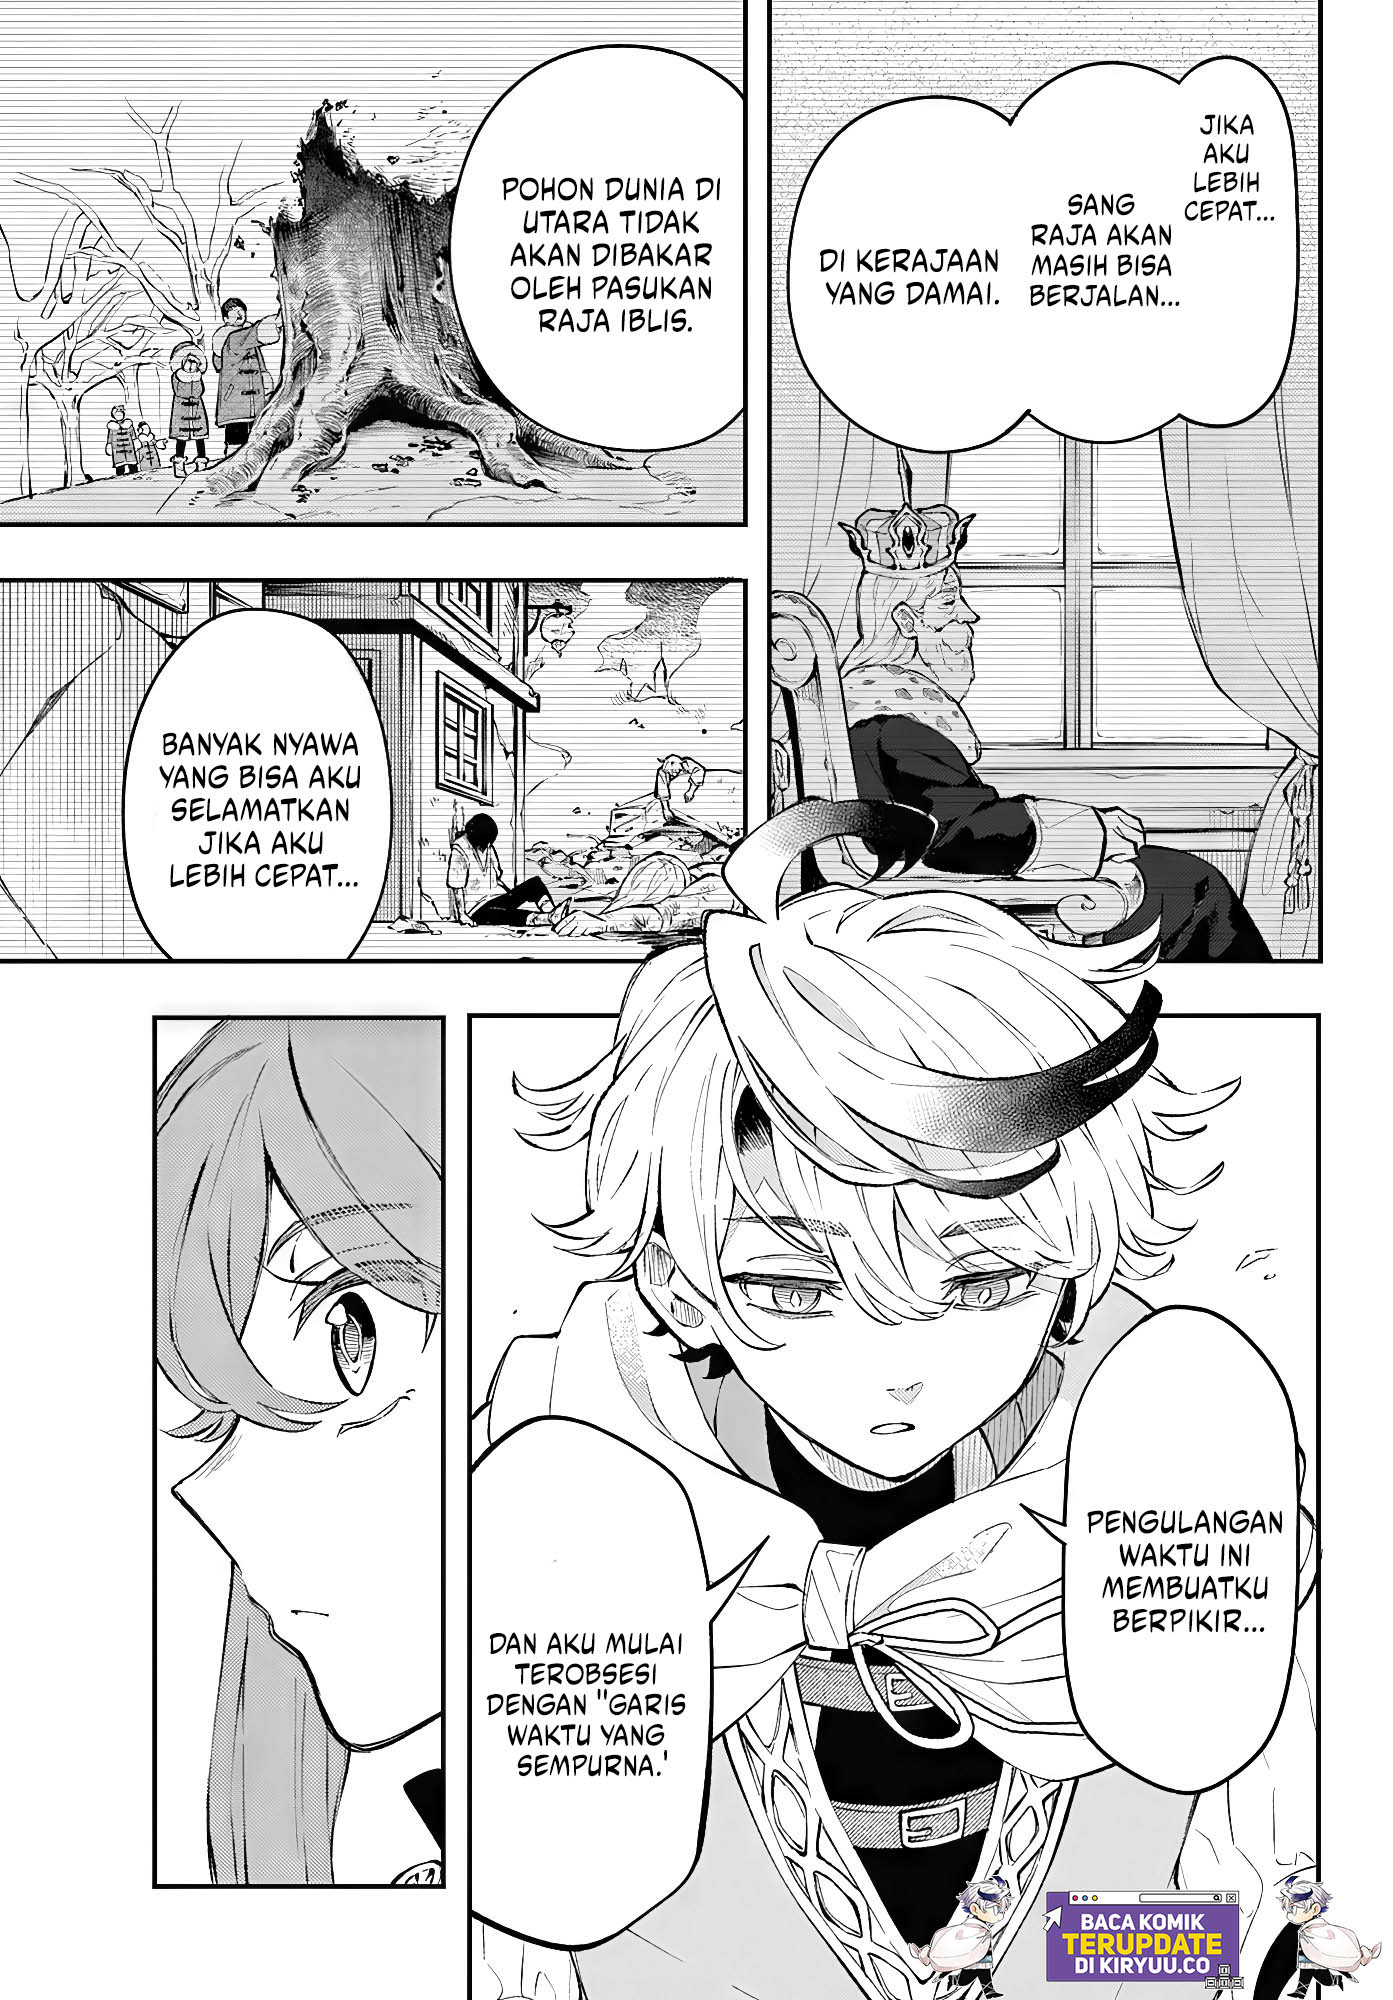 JIKA
AKU
LEBIH
CEPAT...
SANG
RAJA AKAN
MASIH BISA
BERJALAN...
DI KERAJAAN
YANG DAMAI.
POHON DUNIA DI
UTARA TIDAK
AKAN DIBAKAR
OLEH PASUKAN
RAJA IBLIS.
BANYAK NYAWA
YANG BISA AKU
SELAMATKAN
JIKA AKU
LEBIH CEPAT...
PENGULANGAN
WAKTU INI
MEMBUATKU
BERPIKIR...
DAN AKU MULAI
TEROBSESI
DENGAN "GARIS
WAKTU YANG
SEMPURNA.'
BACA KOMIK
TERUPDATE
DI KIRYUU.CO